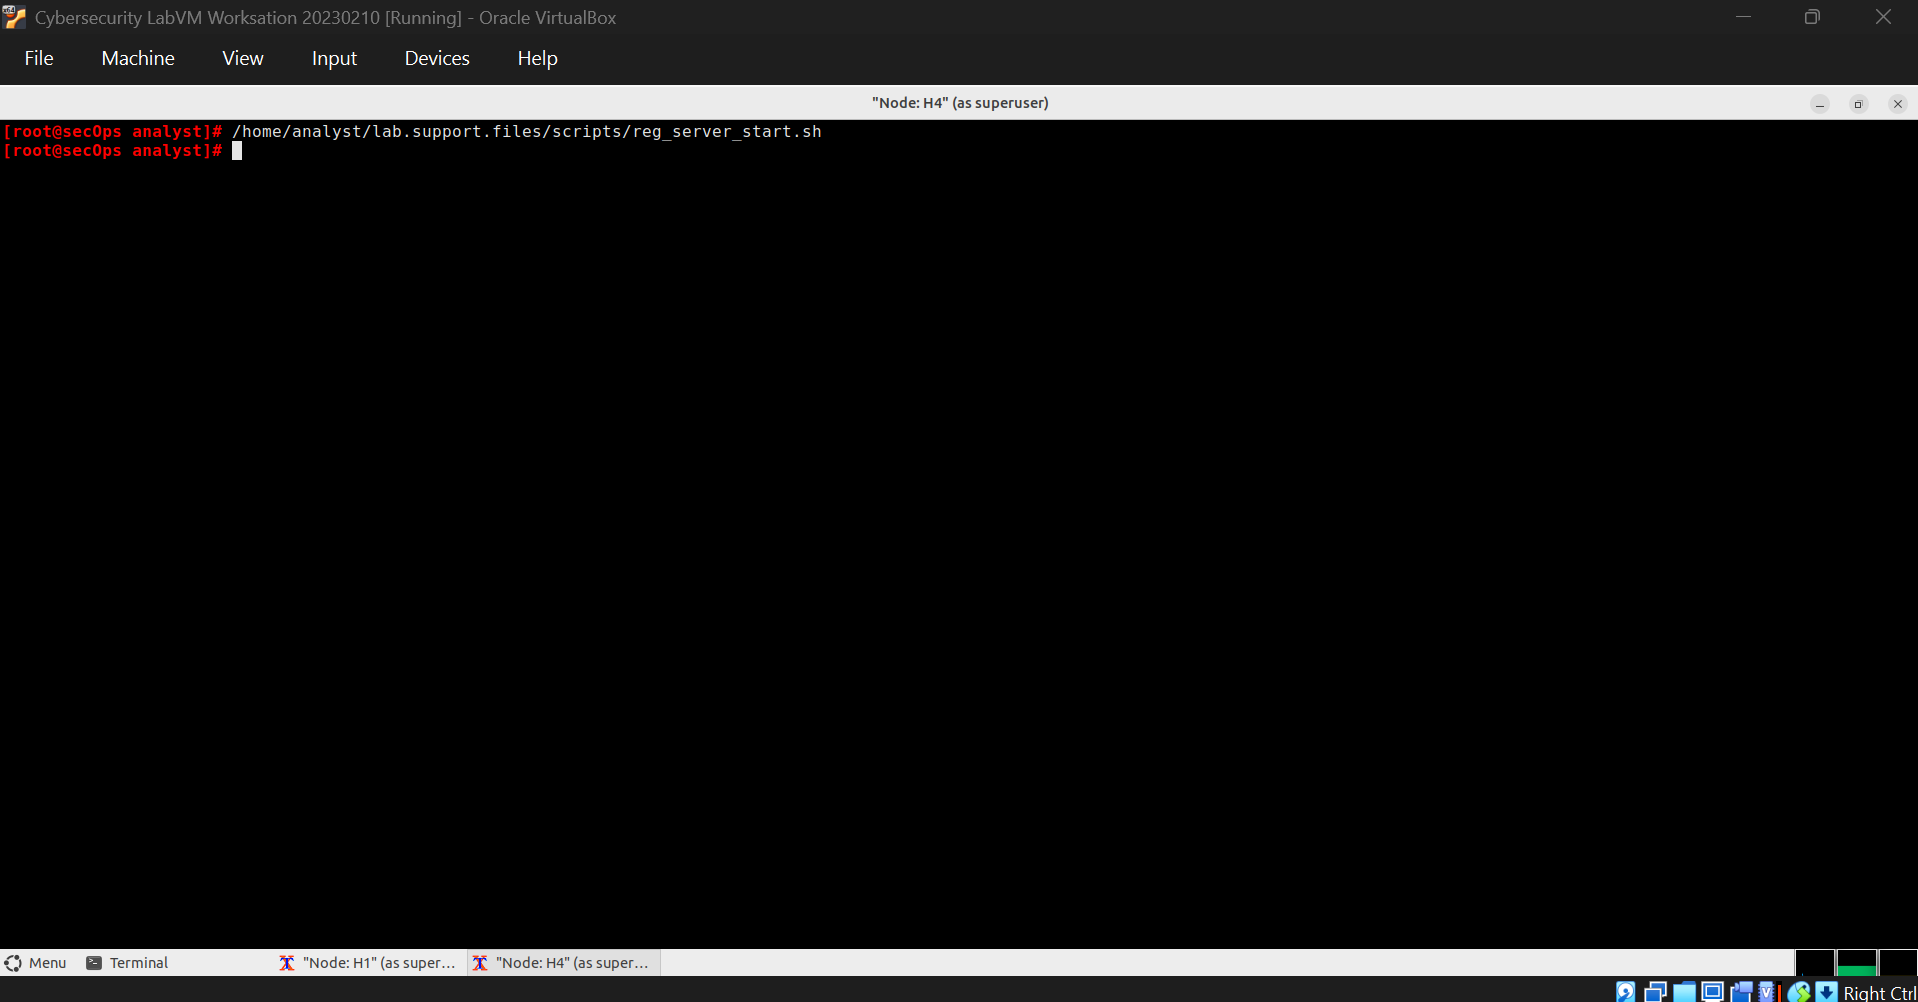 Cybersecurity LabVM Worksation 20230210 [Running] - Oracle VirtualBox
File Machine View Input Devices Help
"Node: H4" (as superuser)
[root@secOps analyst]# /home/analyst/lab.support.files/scripts/reg_server_start.sh
[root@secOps analyst]#
Menu Terminal "Node: H1" (as super... "Node: H4" (as super...
Right Ctrl